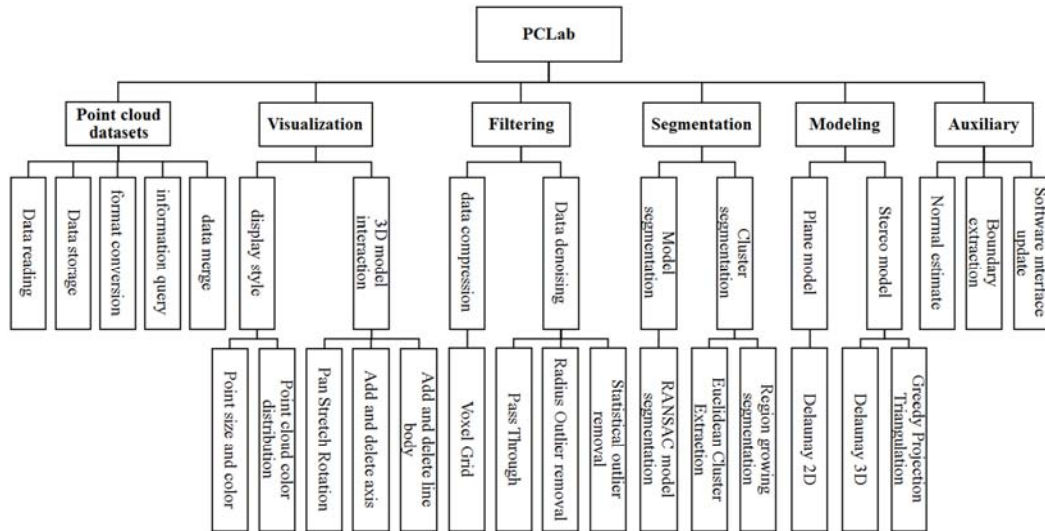 PCLab
Point cloud
datasets
Visualization
Filtering
Segmentation
Modeling
Auxiliary
Data reading
Data storage
format conversion
information query
data merge
display style
3D model
interaction
data compression
Data denoising
Model
segmentation
Cluster
segmentation
Plane model
Stereo model
Normal estimate
Boundary
extraction
Software interface
update
Point size and color
Point cloud color
distribution
Pan Stretch Rotation
Add and delete axis
Add and delete line
body
Voxel Grid
Pass Through
Radius Outlier removal
Statistical outlier
removal
RANSAC model
segmentation
Euclidean Cluster
Extraction
Region growing
segmentation
Delaunay 2D
Delaunay 3D
Greedy Projection
Triangulation